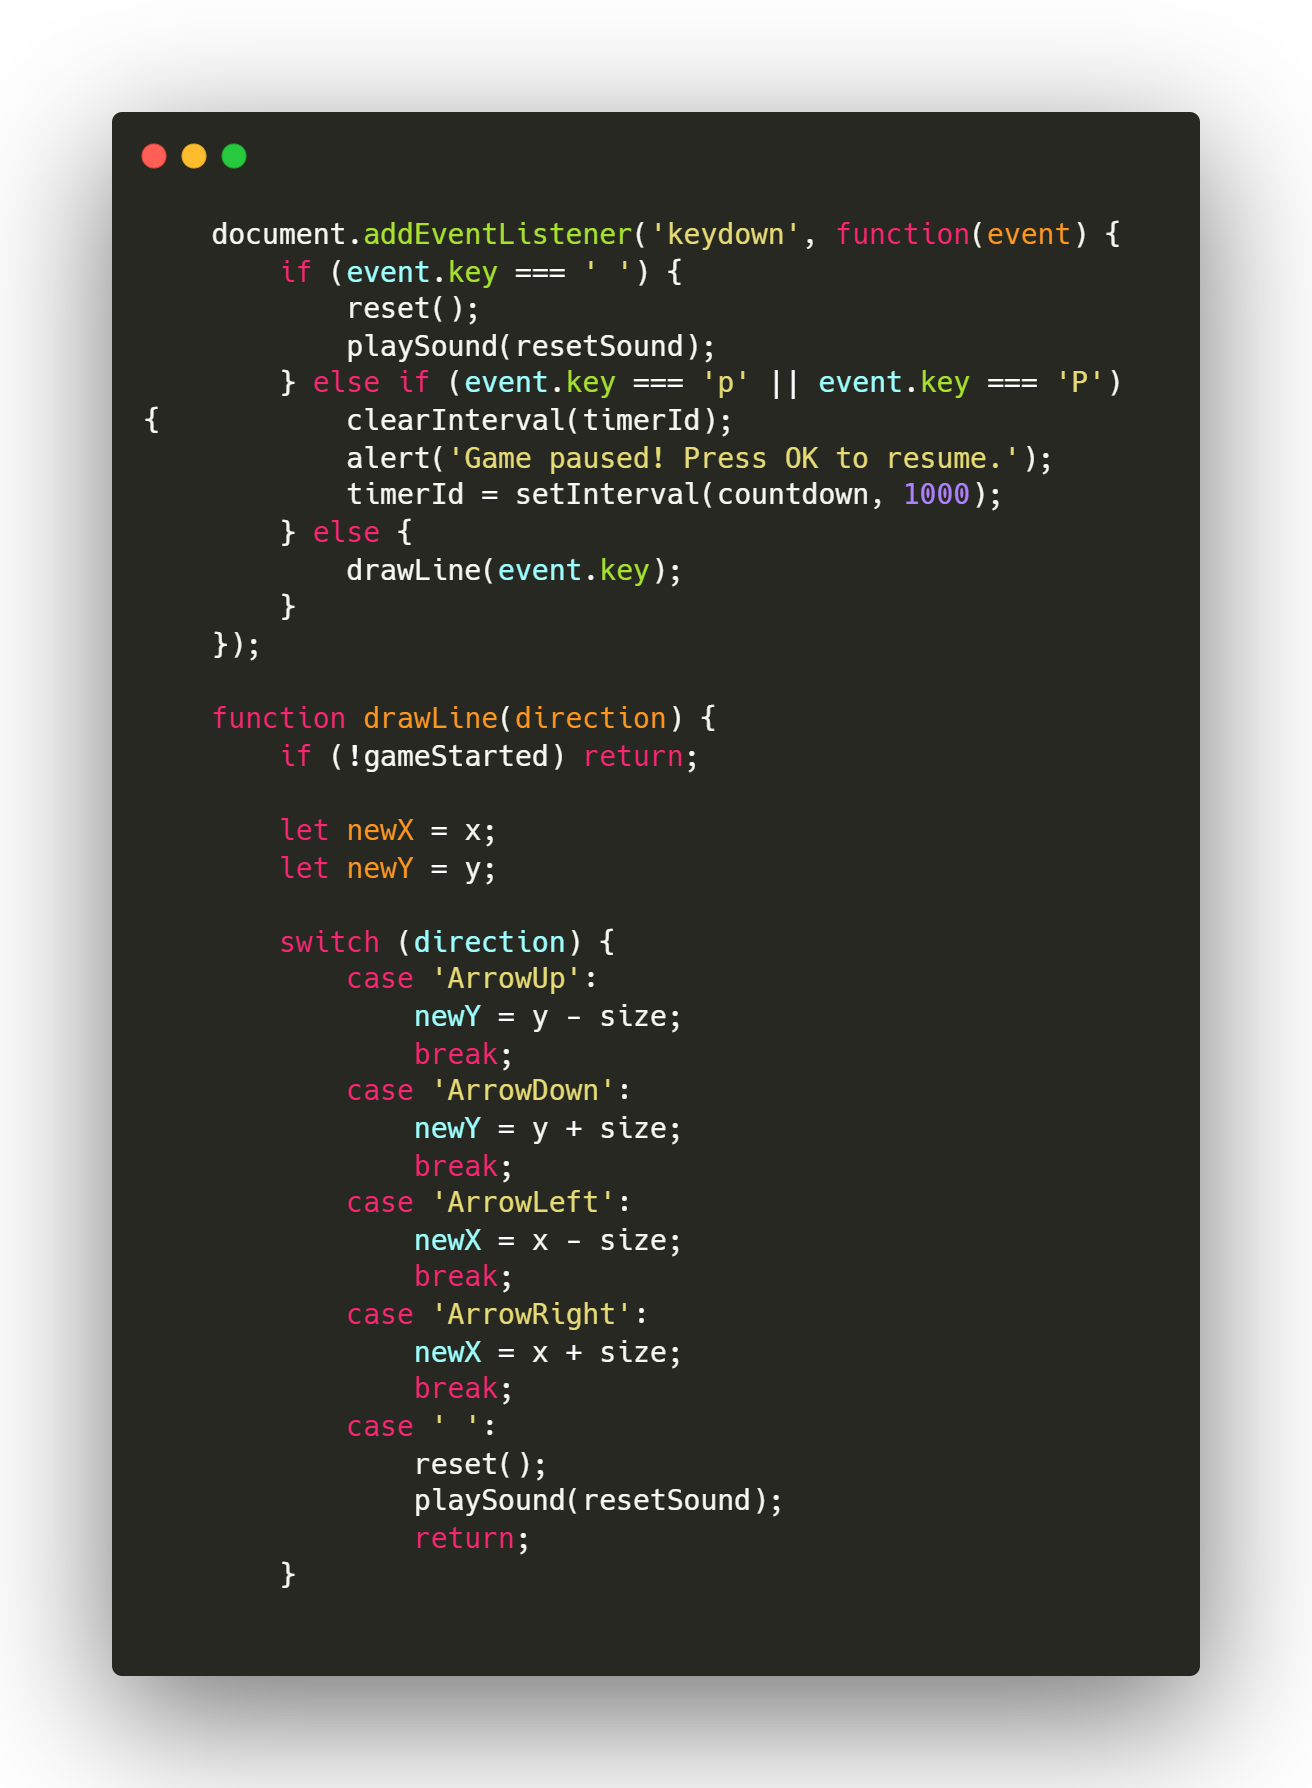 document.addEventListener('keydown', function(event) {
if (event.key === ' ') {
reset();
playSound(resetSound);
} else if (event.key === 'p' || event.key === 'P')
{ clearInterval(timerId);
alert('Game paused! Press OK to resume.');
timerId = setInterval(countdown, 1000);
} else {
drawLine(event.key);
}
});
function drawLine(direction) {
if (!gameStarted) return;
let newX = x;
let newY = y;
switch (direction) {
case 'ArrowUp':
newY = y - size;
break;
case 'ArrowDown':
newY = y + size;
break;
case 'ArrowLeft':
newX = x - size;
break;
case 'ArrowRight':
newX = x + size;
break;
case ' ':
reset();
playSound(resetSound);
return;
}